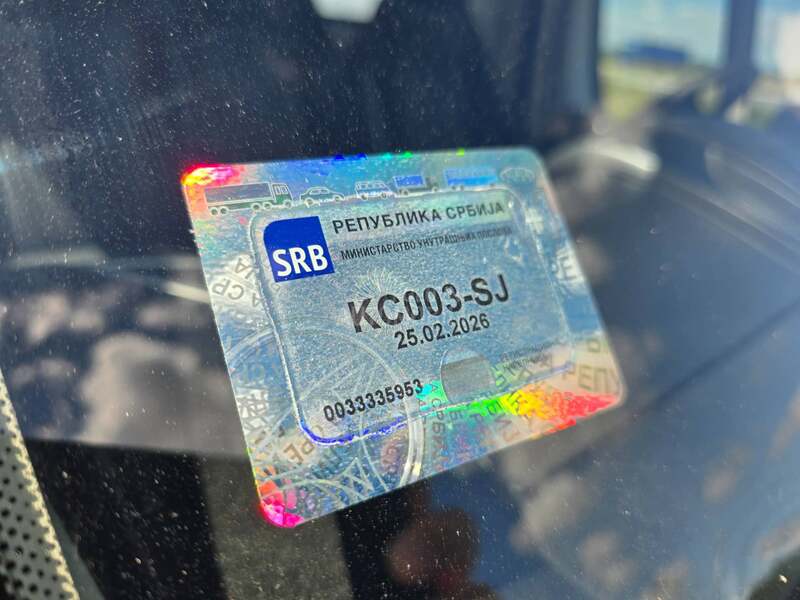 SRB
РЕПУБЛИКА СРБИЈА
МИНИСТАРСТВО УНУТРАШЊИХ ПОСЛОВА
KC003-SJ
25.02.2026
0033335953